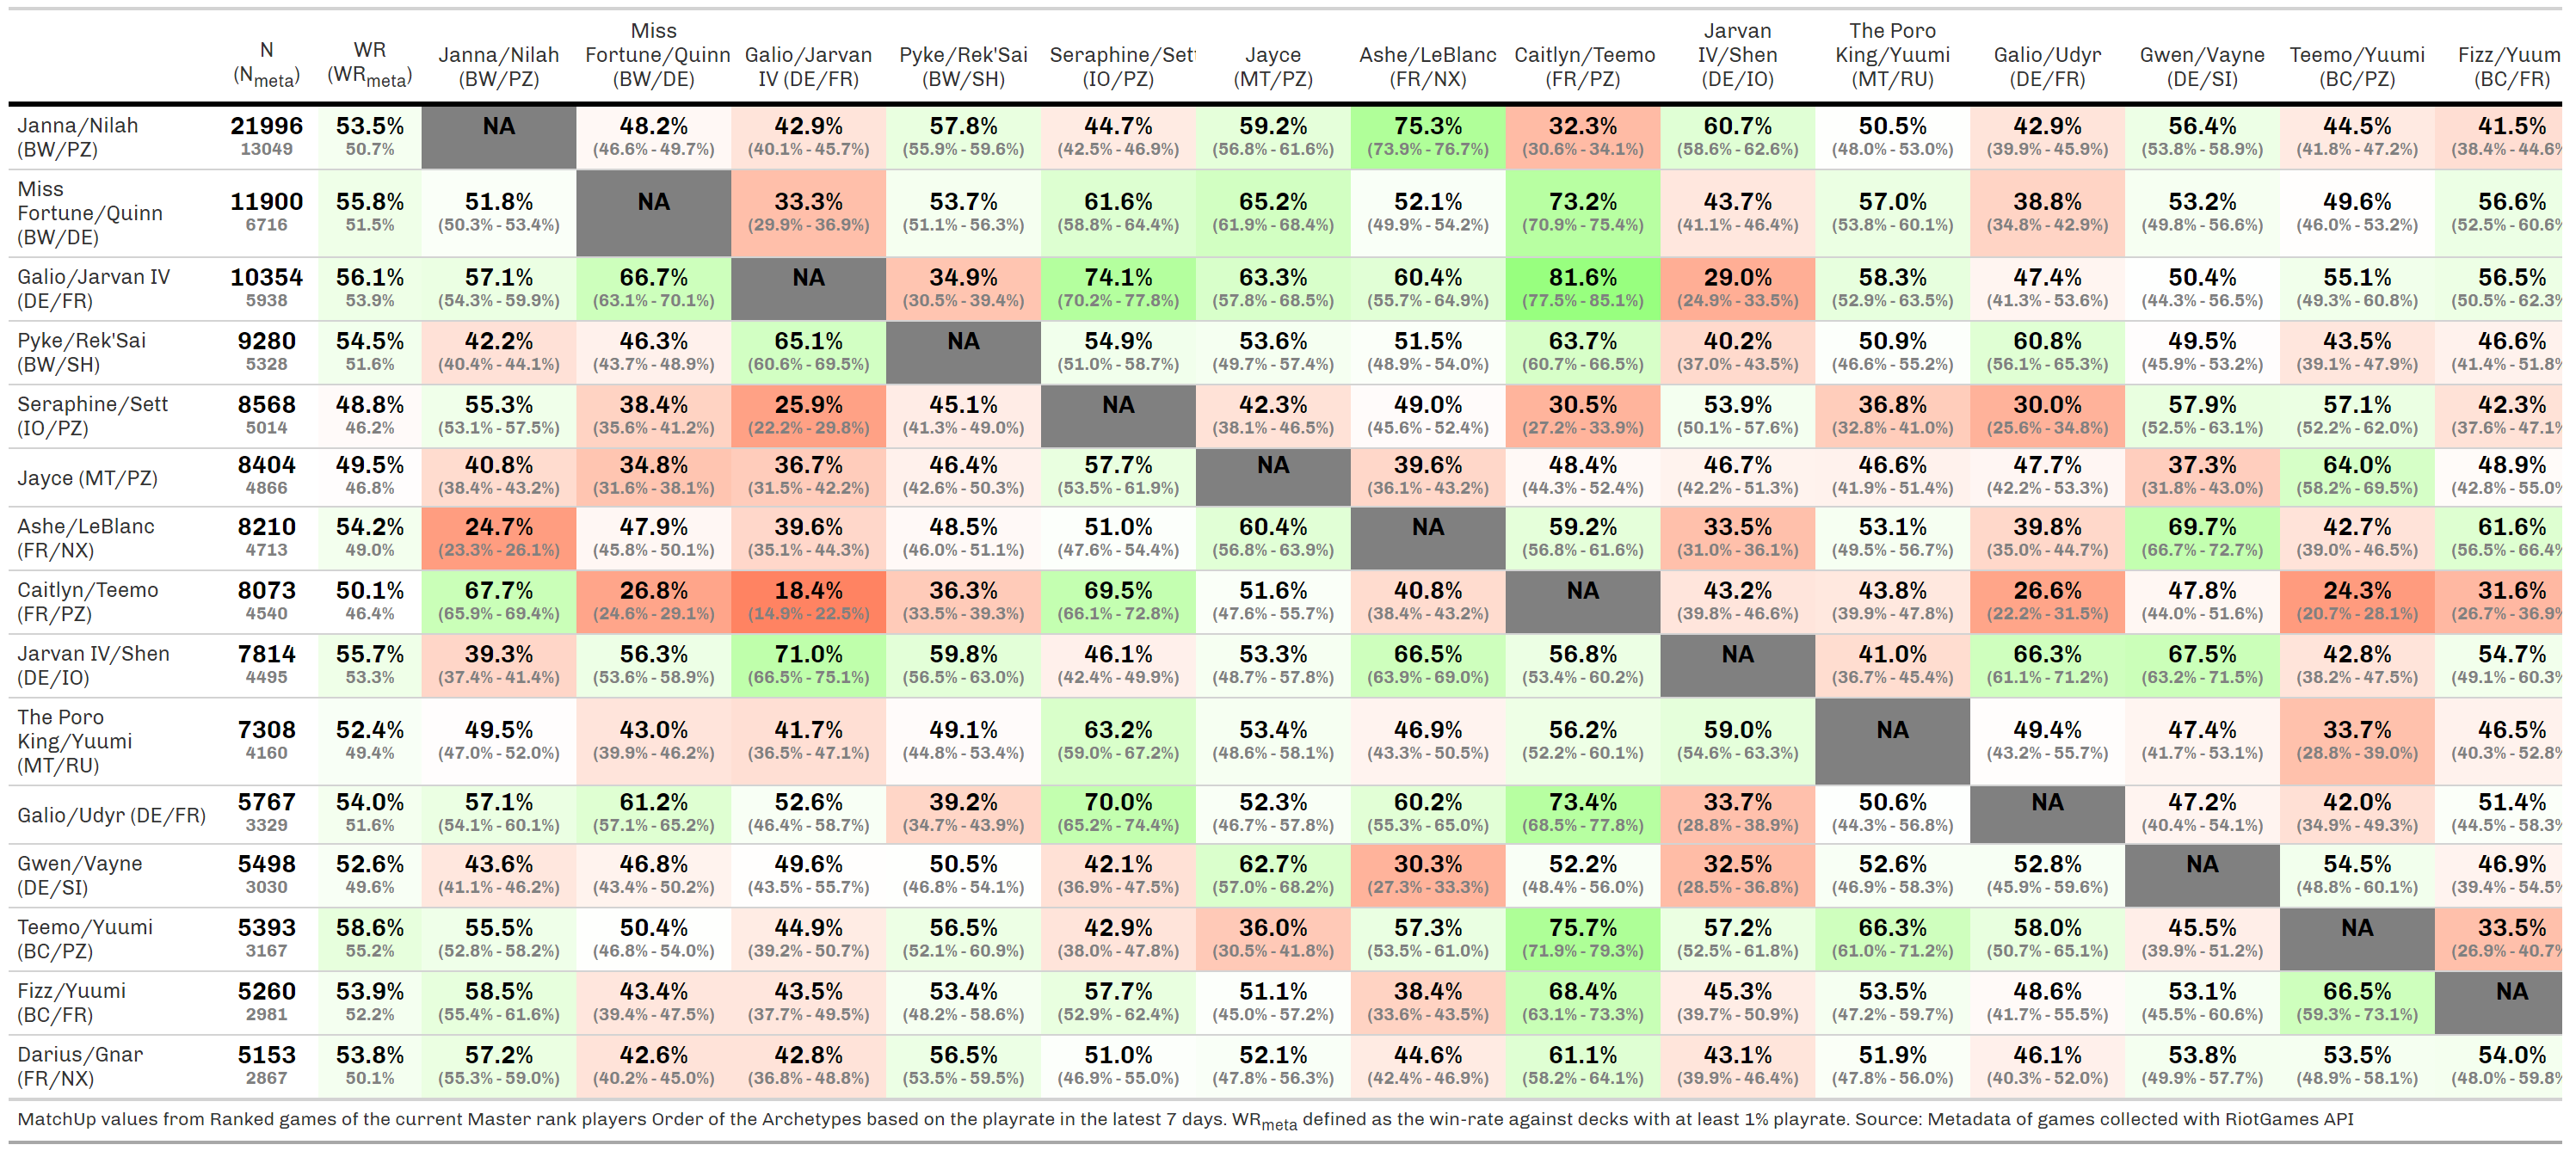 N (Nmeta) WR (WRmeta) Janna/Nilah (BW/PZ) Miss Fortune/Quinn (BW/DE) Galio/Jarvan IV (DE/FR) Pyke/Rek'Sai (BW/SH) Seraphine/Sett (IO/PZ) Jayce (MT/PZ) Ashe/LeBlanc (FR/NX) Caitlyn/Teemo (FR/PZ) Jarvan IV/Shen (DE/IO) The Poro King/Yuumi (MT/RU) Galio/Udyr (DE/FR) Gwen/Vayne (DE/SI) Teemo/Yuumi (BC/PZ) Fizz/Yuum (BC/FR)
Janna/Nilah 21996 53.5% NA 48.2% 42.9% 57.8% 44.7% 59.2% 75.3% 32.3% 60.7% 50.5% 42.9% 56.4% 44.5% 41.5%
(BW/PZ) 13049 50.7% (46.6% - 49.7%) (40.1% - 45.7%) (55.9% - 59.6%) (42.5% - 46.9%) (56.8% - 61.6%) (73.9% - 76.7%) (30.6% - 34.1%) (58.6% - 62.6%) (48.0% - 53.0%) (39.9% - 45.9%) (53.8% - 58.9%) (41.8% - 47.2%) (38.4% - 44.6%
Miss
Fortune/Quinn 11900 55.8% 51.8% NA 33.3% 53.7% 61.6% 65.2% 52.1% 73.2% 43.7% 57.0% 38.8% 53.2% 49.6% 56.6%
(BW/DE) 6716 51.5% (50.3% - 53.4%) (29.9% - 36.9%) (51.1% - 56.3%) (58.8% - 64.4%) (61.9% - 68.4%) (49.9% - 54.2%) (70.9% - 75.4%) (41.1% - 46.4%) (53.8% - 60.1%) (34.8% - 42.9%) (49.8% - 56.6%) (46.0% - 53.2%) (52.5% - 60.6%
Galio/Jarvan IV 10354 56.1% 57.1% 66.7% NA 34.9% 74.1% 63.3% 60.4% 81.6% 29.0% 58.3% 47.4% 50.4% 55.1% 56.5%
(DE/FR) 5938 53.9% (54.3% - 59.9%) (63.1% - 70.1%) (30.5% - 39.4%) (70.2% - 77.8%) (57.8% - 68.5%) (55.7% - 64.9%) (77.5% - 85.1%) (24.9% - 33.5%) (52.9% - 63.5%) (41.3% - 53.6%) (44.3% - 56.5%) (49.3% - 60.8%) (50.5% - 62.3%
Pyke/Rek'Sai 9280 54.5% 42.2% 46.3% 65.1% NA 54.9% 53.6% 51.5% 63.7% 40.2% 50.9% 60.8% 49.5% 43.5% 46.6%
(BW/SH) 5328 51.6% (40.4% - 44.1%) (43.7% - 48.9%) (60.6% - 69.5%) (51.0% - 58.7%) (49.7% - 57.4%) (48.9% - 54.0%) (60.7% - 66.5%) (37.0% - 43.5%) (46.6% - 55.2%) (56.1% - 65.3%) (45.9% - 53.2%) (39.1% - 47.9%) (41.4% - 51.8%
Seraphine/Sett 8568 48.8% 55.3% 38.4% 25.9% 45.1% NA 42.3% 49.0% 30.5% 53.9% 36.8% 30.0% 57.9% 57.1% 42.3%
(IO/PZ) 5014 46.2% (53.1% - 57.5%) (35.6% - 41.2%) (22.2% - 29.8%) (41.3% - 49.0%) (38.1% - 46.5%) (45.6% - 52.4%) (27.2% - 33.9%) (50.1% - 57.6%) (32.8% - 41.0%) (25.6% - 34.8%) (52.5% - 63.1%) (52.2% - 62.0%) (37.6% - 47.1%
Jayce (MT/PZ) 8404 49.5% 40.8% 34.8% 36.7% 46.4% 57.7% NA 39.6% 48.4% 46.7% 46.6% 47.7% 37.3% 64.0% 48.9%
4866 46.8% (38.4% - 43.2%) (31.6% - 38.1%) (31.5% - 42.2%) (42.6% - 50.3%) (53.5% - 61.9%) (36.1% - 43.2%) (44.3% - 52.4%) (42.2% - 51.3%) (41.9% - 51.4%) (42.2% - 53.3%) (31.8% - 43.0%) (58.2% - 69.5%) (42.8% - 55.0%
Ashe/LeBlanc 8210 54.2% 24.7% 47.9% 39.6% 48.5% 51.0% 60.4% NA 59.2% 33.5% 53.1% 39.8% 69.7% 42.7% 61.6%
(FR/NX) 4713 49.0% (23.3% - 26.1%) (45.8% - 50.1%) (35.1% - 44.3%) (46.0% - 51.1%) (47.6% - 54.4%) (56.8% - 63.9%) (56.8% - 61.6%) (31.0% - 36.1%) (49.5% - 56.7%) (35.0% - 44.7%) (66.7% - 72.7%) (39.0% - 46.5%) (56.5% - 66.4%
Caitlyn/Teemo 8073 50.1% 67.7% 26.8% 18.4% 36.3% 69.5% 51.6% 40.8% NA 43.2% 43.8% 26.6% 47.8% 24.3% 31.6%
(FR/PZ) 4540 46.4% (65.9% - 69.4%) (24.6% - 29.1%) (14.9% - 22.5%) (33.5% - 39.3%) (66.1% - 72.8%) (47.6% - 55.7%) (38.4% - 43.2%) (39.8% - 46.6%) (39.9% - 47.8%) (22.2% - 31.5%) (44.0% - 51.6%) (20.7% - 28.1%) (26.7% - 36.9%
Jarvan IV/Shen 7814 55.7% 39.3% 56.3% 71.0% 59.8% 46.1% 53.3% 66.5% 56.8% NA 41.0% 66.3% 67.5% 42.8% 54.7%
(DE/IO) 4495 53.3% (37.4% - 41.4%) (53.6% - 58.9%) (66.5% - 75.1%) (56.5% - 63.0%) (42.4% - 49.9%) (48.7% - 57.8%) (63.9% - 69.0%) (53.4% - 60.2%) (36.7% - 45.4%) (61.1% - 71.2%) (63.2% - 71.5%) (38.2% - 47.5%) (49.1% - 60.3%
The Poro
King/Yuumi 7308 52.4% 49.5% 43.0% 41.7% 49.1% 63.2% 53.4% 46.9% 56.2% 59.0% NA 49.4% 47.4% 33.7% 46.5%
(MT/RU) 4160 49.4% (47.0% - 52.0%) (39.9% - 46.2%) (36.5% - 47.1%) (44.8% - 53.4%) (59.0% - 67.2%) (48.6% - 58.1%) (43.3% - 50.5%) (52.2% - 60.1%) (54.6% - 63.3%) (43.2% - 55.7%) (41.7% - 53.1%) (28.8% - 39.0%) (40.3% - 52.8%
Galio/Udyr (DE/FR) 5767 54.0% 57.1% 61.2% 52.6% 39.2% 70.0% 52.3% 60.2% 73.4% 33.7% 50.6% NA 47.2% 42.0% 51.4%
3329 51.6% (54.1% - 60.1%) (57.1% - 65.2%) (46.4% - 58.7%) (34.7% - 43.9%) (65.2% - 74.4%) (46.7% - 57.8%) (55.3% - 65.0%) (68.5% - 77.8%) (28.8% - 38.9%) (44.3% - 56.8%) (40.4% - 54.1%) (34.9% - 49.3%) (44.5% - 58.3%
Gwen/Vayne 5498 52.6% 43.6% 46.8% 49.6% 50.5% 42.1% 62.7% 30.3% 52.2% 32.5% 52.6% 52.8% NA 54.5% 46.9%
(DE/SI) 3030 49.6% (41.1% - 46.2%) (43.4% - 50.2%) (43.5% - 55.7%) (46.8% - 54.1%) (36.9% - 47.5%) (57.0% - 68.2%) (27.3% - 33.3%) (48.4% - 56.0%) (28.5% - 36.8%) (46.9% - 58.3%) (45.9% - 59.6%) (48.8% - 60.1%) (39.4% - 54.5%
Teemo/Yuumi 5393 58.6% 55.5% 50.4% 44.9% 56.5% 42.9% 36.0% 57.3% 75.7% 57.2% 66.3% 58.0% 45.5% NA 33.5%
(BC/PZ) 3167 55.2% (52.8% - 58.2%) (46.8% - 54.0%) (39.2% - 50.7%) (52.1% - 60.9%) (38.0% - 47.8%) (30.5% - 41.8%) (53.5% - 61.0%) (71.9% - 79.3%) (52.5% - 61.8%) (61.0% - 71.2%) (50.7% - 65.1%) (39.9% - 51.2%) (26.9% - 40.7%
Fizz/Yuumi 5260 53.9% 58.5% 43.4% 43.5% 53.4% 57.7% 51.1% 38.4% 68.4% 45.3% 53.5% 48.6% 53.1% 66.5% NA
(BC/FR) 2981 52.2% (55.4% - 61.6%) (39.4% - 47.5%) (37.7% - 49.5%) (48.2% - 58.6%) (52.9% - 62.4%) (45.0% - 57.2%) (33.6% - 43.5%) (63.1% - 73.3%) (39.7% - 50.9%) (47.2% - 59.7%) (41.7% - 55.5%) (45.5% - 60.6%) (59.3% - 73.1%)
Darius/Gnar 5153 53.8% 57.2% 42.6% 42.8% 56.5% 51.0% 52.1% 44.6% 61.1% 43.1% 51.9% 46.1% 53.8% 53.5% 54.0%
(FR/NX) 2867 50.1% (55.3% - 59.0%) (40.2% - 45.0%) (36.8% - 48.8%) (53.5% - 59.5%) (46.9% - 55.0%) (47.8% - 56.3%) (42.4% - 46.9%) (58.2% - 64.1%) (39.9% - 46.4%) (47.8% - 56.0%) (40.3% - 52.0%) (49.9% - 57.7%) (48.9% - 58.1%) (48.0% - 59.8%
MatchUp values from Ranked games of the current Master rank players Order of the Archetypes based on the playrate in the latest 7 days. WRmeta defined as the win-rate against decks with at least 1% playrate. Source: Metadata of games collected with RiotGames API